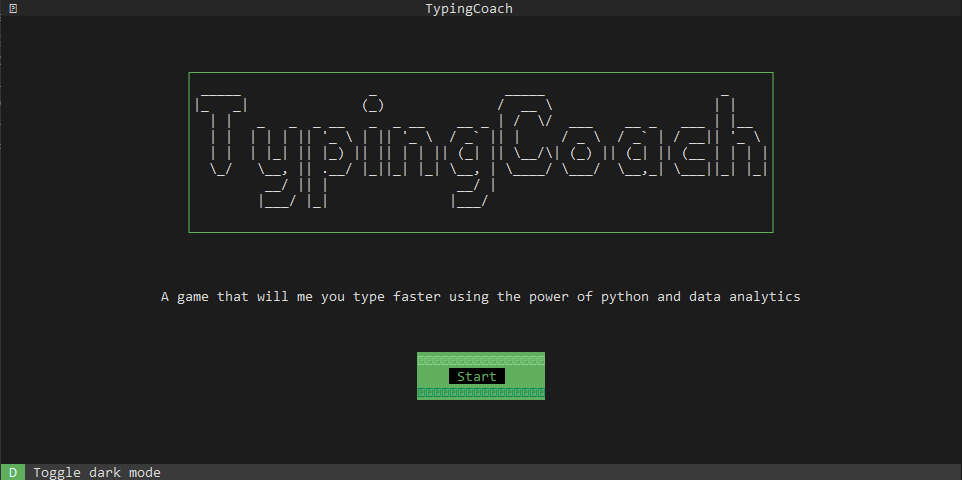 TypingCoach
TypingCoach
A game that will me you type faster using the power of python and data analytics
Start
D Toggle dark mode